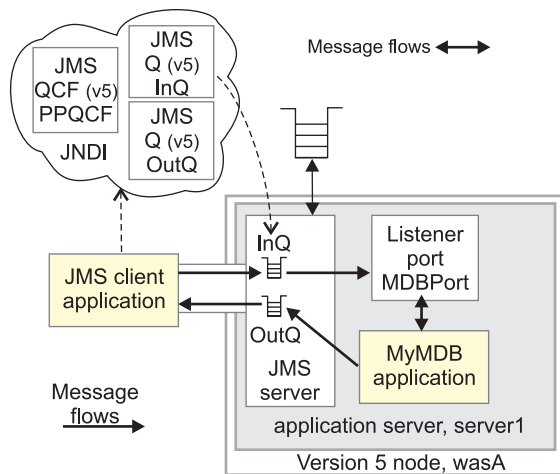 JMS
QCF (v5)
PPQCF
JMS
Q (v5)
InQ
JMS
Q (v5)
OutQ
JNDI
Message flows
JMS client
application
InQ
OutQ
JMS
server
Listener
port
MDBPort
MyMDB
application
application server, server1
Version 5 node, wasA
Message
flows